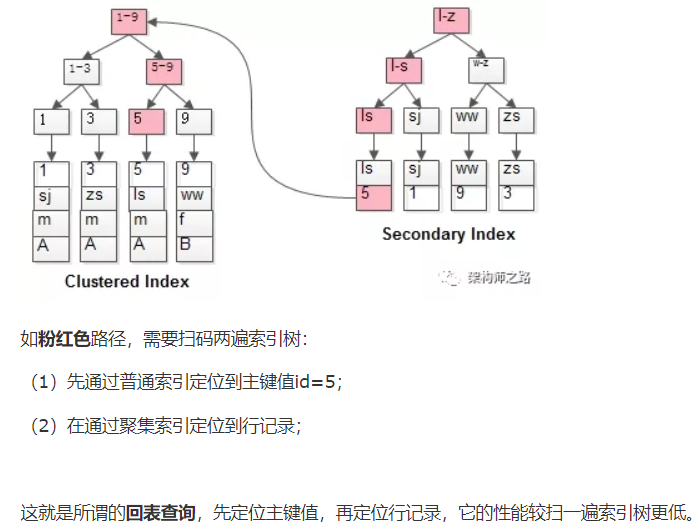 1-9
1-3
5-9
1
3
5
9
1
3
5
9
sj
zs
ls
ww
m
m
m
f
A
A
A
B
Clustered Index
l-z
l-s
w-z
ls
sj
ww
zs
ls
sj
ww
zs
5
1
9
3
Secondary Index
架构师之路
如粉红色路径，需要扫码两遍索引树：
（1）先通过普通索引定位到主键值id=5；
（2）在通过聚集索引定位到行记录；
这就是所谓的回表查询，先定位主键值，再定位行记录，它的性能较扫一遍索引树更低。